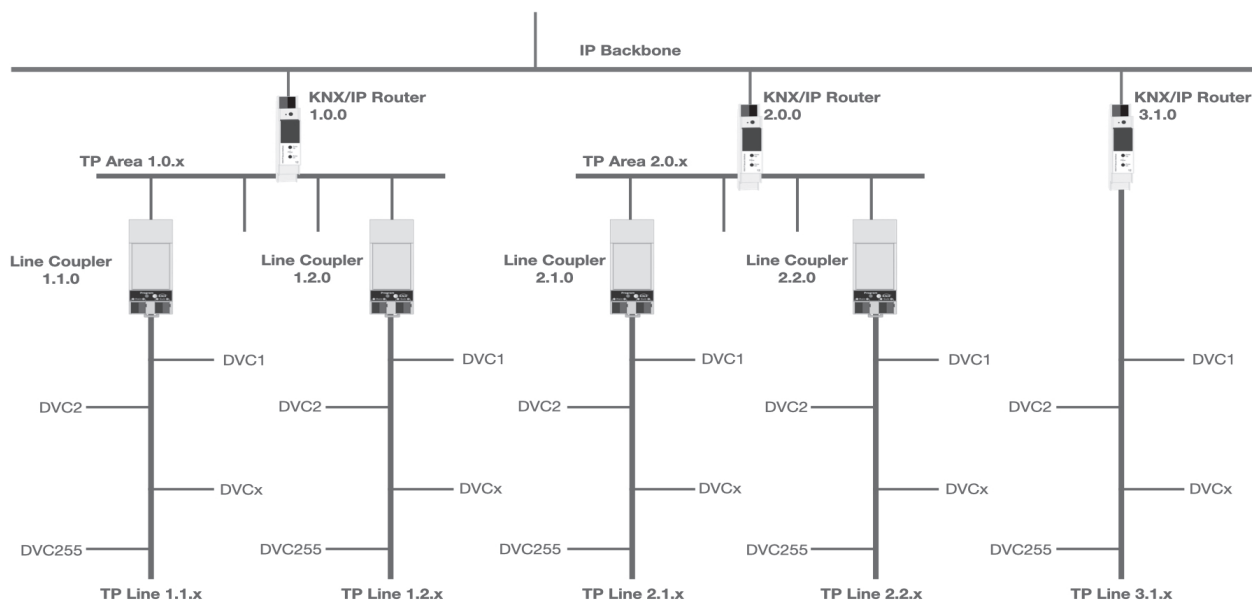 IP Backbone
KNX/IP Router
1.0.0
KNX/IP Router
2.0.0
KNX/IP Router
3.1.0
TP Area 1.0.x
TP Area 2.0.x
Line Coupler
1.1.0
Line Coupler
1.2.0
Line Coupler
2.1.0
Line Coupler
2.2.0
DVC1
DVC1
DVC1
DVC1
DVC1
DVC2
DVC2
DVC2
DVC2
DVC2
DVCx
DVCx
DVCx
DVCx
DVCx
DVC255
DVC255
DVC255
DVC255
DVC255
TP Line 1.1.x
TP Line 1.2.x
TP Line 2.1.x
TP Line 2.2.x
TP Line 3.1.x